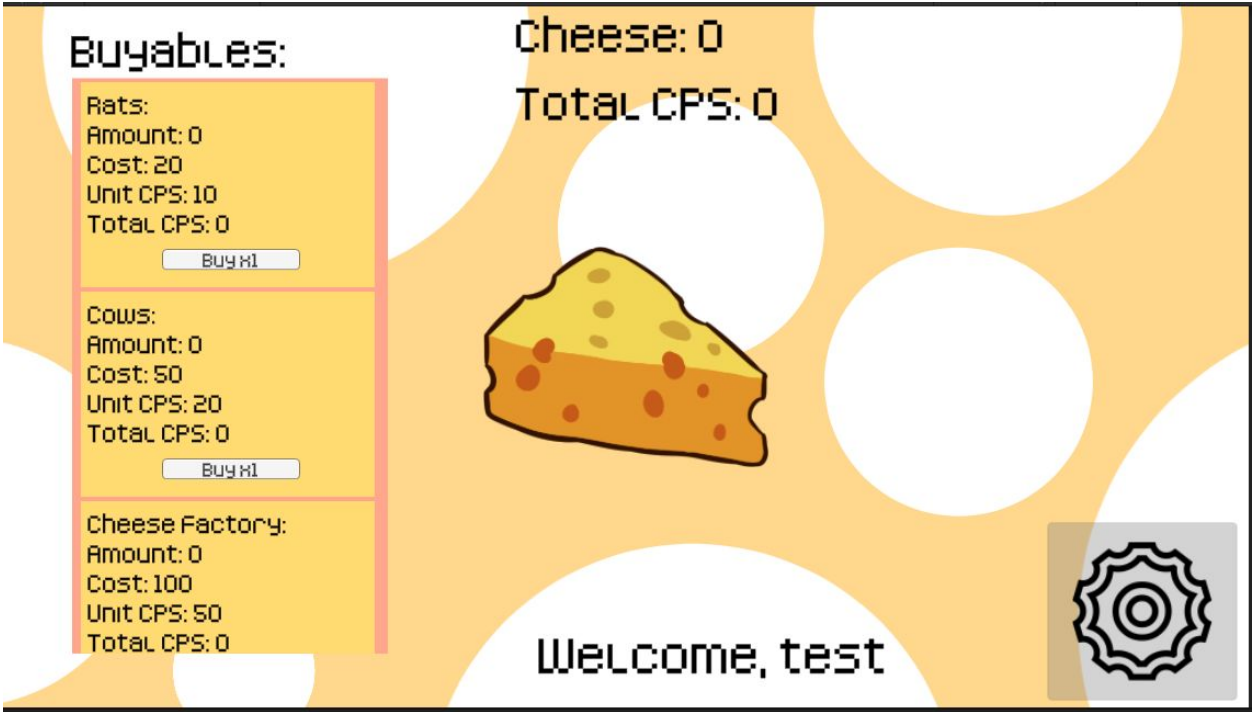 Buyables:
Rats:
Amount: 0
Cost: 20
Unit CPS: 10
Total CPS: 0
Buy x1
Cows:
Amount: 0
Cost: 50
Unit CPS: 20
Total CPS: 0
Buy x1
Cheese Factory:
Amount: 0
Cost: 100
Unit CPS: 50
Total CPS: 0
Cheese: 0
Total CPS: 0
Welcome, test